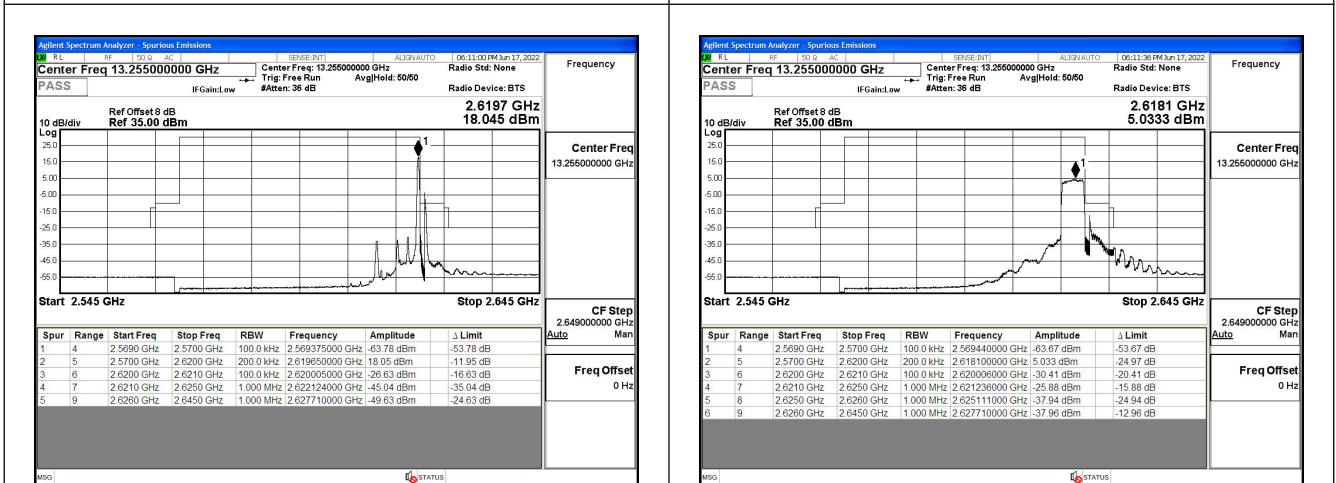 Agilent Spectrum Analyzer - Spurious Emissions
RL RF 50 Ω AC SENSE:INT ALIGN AUTO 06:11:00 PM Jun 17, 2022
Center Freq 13.255000000 GHz
Center Freq: 13.255000000 GHz
Radio Std: None
Trig: Free Run Avg|Hold: 50/50
PASS
IFGain:Low
#Atten: 36 dB
Radio Device: BTS
Frequency
Ref Offset 8 dB
2.6197 GHz
10 dB/div Ref 35.00 dBm
18.045 dBm
Log
25.0
15.0
5.00
-5.00
-15.0
-25.0
-35.0
-45.0
-55.0
1
Start 2.545 GHz Stop 2.645 GHz
Center Freq
13.255000000 GHz
CF Step
2.649000000 GHz
Auto Man
Freq Offset
0 Hz
Spur Range Start Freq Stop Freq RBW Frequency Amplitude Δ Limit
1 4 2.5690 GHz 2.5700 GHz 100.0 kHz 2.569375000 GHz -63.78 dBm -53.78 dB
2 5 2.5700 GHz 2.6200 GHz 200.0 kHz 2.619650000 GHz 18.05 dBm -11.95 dB
3 6 2.6200 GHz 2.6210 GHz 100.0 kHz 2.620005000 GHz -26.63 dBm -16.63 dB
4 7 2.6210 GHz 2.6250 GHz 1.000 MHz 2.622124000 GHz -45.04 dBm -35.04 dB
5 9 2.6260 GHz 2.6450 GHz 1.000 MHz 2.627710000 GHz -49.63 dBm -24.63 dB
MSG STATUS
Agilent Spectrum Analyzer - Spurious Emissions
RL RF 50 Ω AC SENSE:INT ALIGN AUTO 06:11:36 PM Jun 17, 2022
Center Freq 13.255000000 GHz
Center Freq: 13.255000000 GHz
Radio Std: None
Trig: Free Run Avg|Hold: 50/50
PASS
IFGain:Low
#Atten: 36 dB
Radio Device: BTS
Frequency
Ref Offset 8 dB
2.6181 GHz
10 dB/div Ref 35.00 dBm
5.0333 dBm
Log
25.0
15.0
5.00
-5.00
-15.0
-25.0
-35.0
-45.0
-55.0
1
Start 2.545 GHz Stop 2.645 GHz
Center Freq
13.255000000 GHz
CF Step
2.649000000 GHz
Auto Man
Freq Offset
0 Hz
Spur Range Start Freq Stop Freq RBW Frequency Amplitude Δ Limit
1 4 2.5690 GHz 2.5700 GHz 100.0 kHz 2.569440000 GHz -63.67 dBm -53.67 dB
2 5 2.5700 GHz 2.6200 GHz 200.0 kHz 2.618100000 GHz 5.033 dBm -24.97 dB
3 6 2.6200 GHz 2.6210 GHz 100.0 kHz 2.620006000 GHz -30.41 dBm -20.41 dB
4 7 2.6210 GHz 2.6250 GHz 1.000 MHz 2.621236000 GHz -25.88 dBm -15.88 dB
5 8 2.6250 GHz 2.6260 GHz 1.000 MHz 2.625111000 GHz -37.94 dBm -24.94 dB
6 9 2.6260 GHz 2.6450 GHz 1.000 MHz 2.627710000 GHz -37.96 dBm -12.96 dB
MSG STATUS